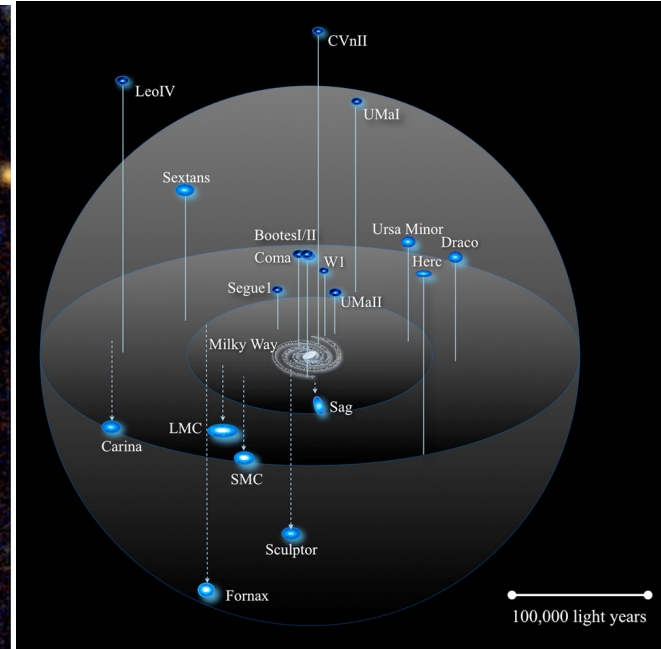 CVnII
LeoIV
UMaI
Sextans
Ursa Minor
BootesI/II
Draco
Coma
W1
Herc
Segue1
UMaII
Milky Way
Sag
LMC
Carina
SMC
Sculptor
Fornax
100,000 light years